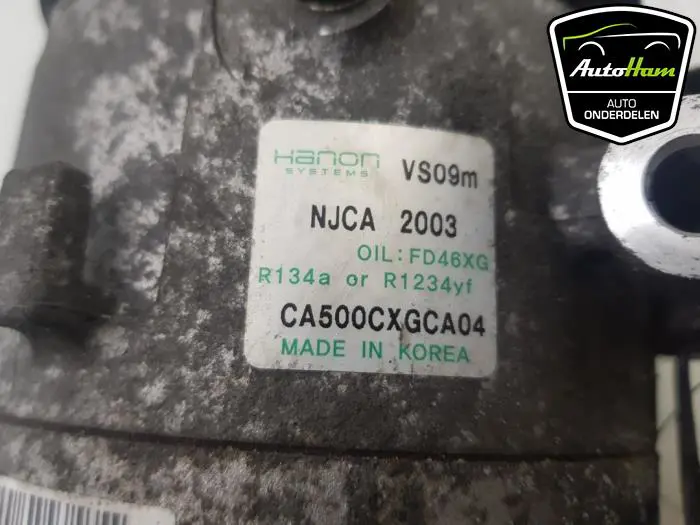 AutoHam
AUTO
ONDERDELEN
Hanon
SYSTEMS
VS09m
NJCA 2003
OIL:FD46XG
R134a or R1234yf
CA500CXGCA04
MADE IN KOREA